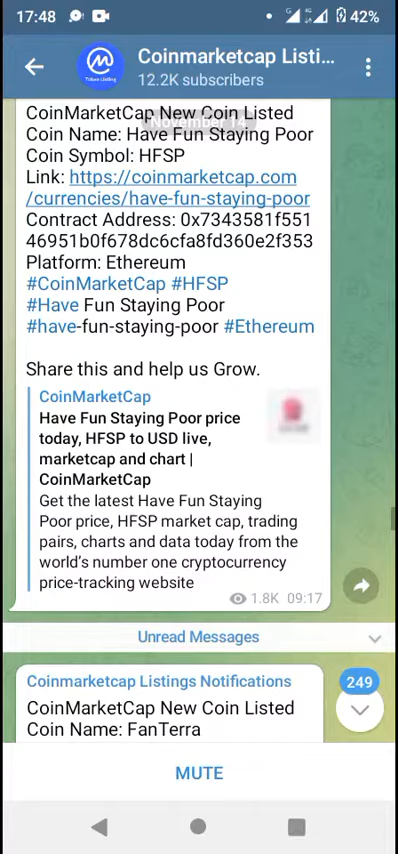 17:48
42%
Coinmarketcap Listi...
12.2K subscribers
CoinMarketCap New Coin Listed
November 14
Coin Name: Have Fun Staying Poor
Coin Symbol: HFSP
Link: https://coinmarketcap.com
/currencies/have-fun-staying-poor
Contract Address: 0x7343581f551
46951b0f678dc6cfa8fd360e2f353
Platform: Ethereum
#CoinMarketCap #HFSP
#Have Fun Staying Poor
#have-fun-staying-poor #Ethereum
Share this and help us Grow.
CoinMarketCap
Have Fun Staying Poor price
today, HFSP to USD live,
marketcap and chart |
CoinMarketCap
Get the latest Have Fun Staying
Poor price, HFSP market cap, trading
pairs, charts and data today from the
world's number one cryptocurrency
price-tracking website
1.8K 09:17
Unread Messages
Coinmarketcap Listings Notifications
249
CoinMarketCap New Coin Listed
Coin Name: FanTerra
MUTE